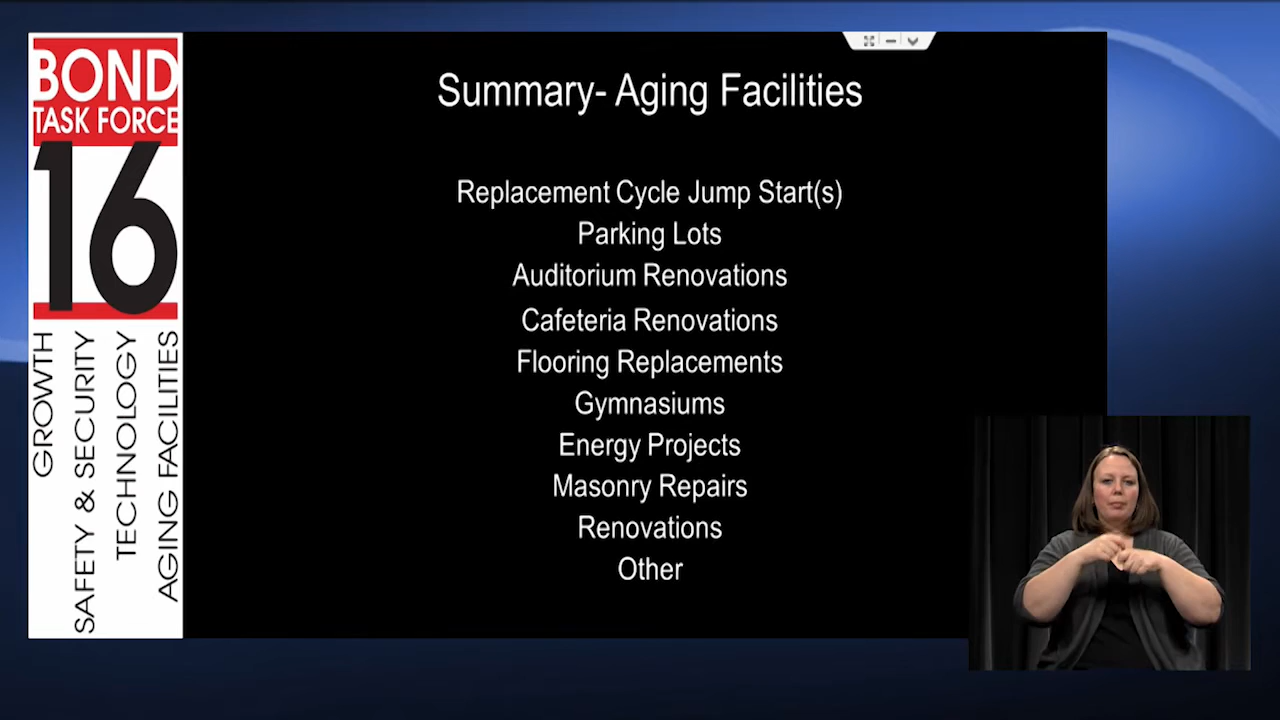 BOND
TASK FORCE
16
GROWTH
SAFETY & SECURITY
TECHNOLOGY
AGING FACILITIES
Summary- Aging Facilities
Replacement Cycle Jump Start(s)
Parking Lots
Auditorium Renovations
Cafeteria Renovations
Flooring Replacements
Gymnasiums
Energy Projects
Masonry Repairs
Renovations
Other